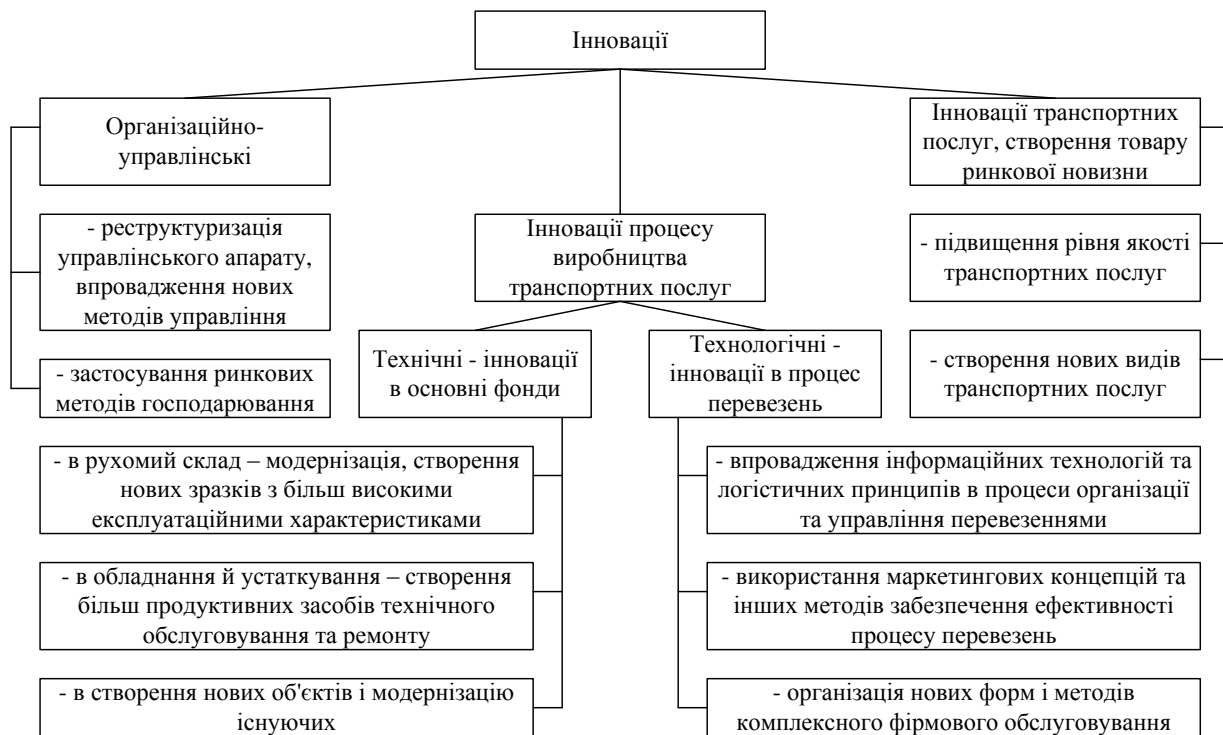 Інновації
Організаційно-
управлінські
- реструктуризація
управлінського апарату,
впровадження нових
методів управління
- застосування ринкових
методів господарювання
Інновації процесу
виробництва
транспортних послуг
Технічні - інновації
в основні фонди
- в рухомий склад – модернізація, створення
нових зразків з більш високими
експлуатаційними характеристиками
- в обладнання й устаткування – створення
більш продуктивних засобів технічного
обслуговування та ремонту
- в створення нових об'єктів і модернізацію
існуючих
Технологічні -
інновації в процес
перевезень
- впровадження інформаційних технологій та
логістичних принципів в процеси організації
та управління перевезеннями
- використання маркетингових концепцій та
інших методів забезпечення ефективності
процесу перевезень
- організація нових форм і методів
комплексного фірмового обслуговування
Інновації транспортних
послуг, створення товару
ринкової новизни
- підвищення рівня якості
транспортних послуг
- створення нових видів
транспортних послуг